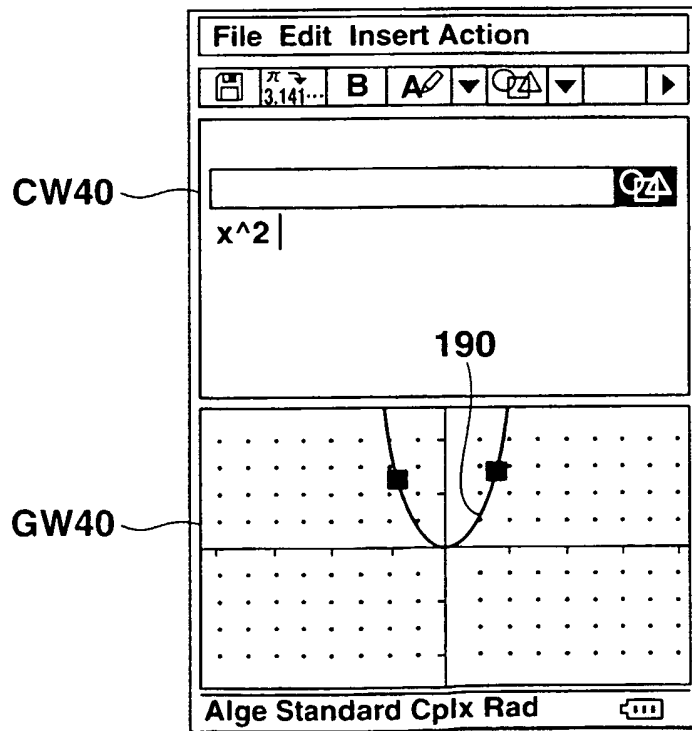 File Edit Insert Action
π
3.141… B A
CW40
x^2
190
GW40
Alge Standard Cplx Rad